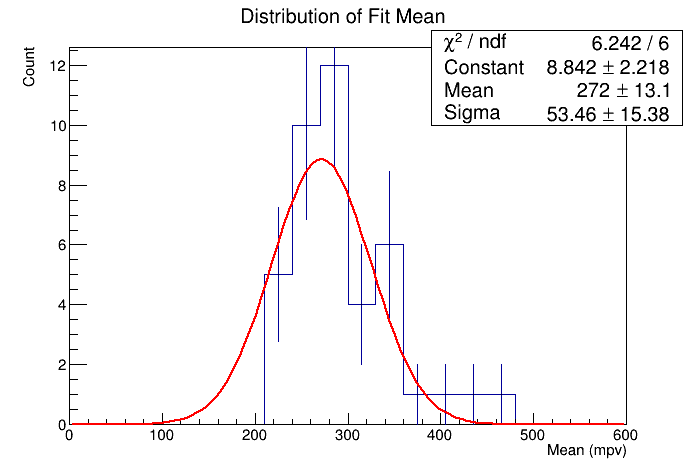 Distribution of Fit Mean
χ² / ndf 6.242 / 6
Constant 8.842 ± 2.218
Mean 272 ± 13.1
Sigma 53.46 ± 15.38
Count
12
10
8
6
4
2
0
0 100 200 300 400 500 600
Mean (mpv)